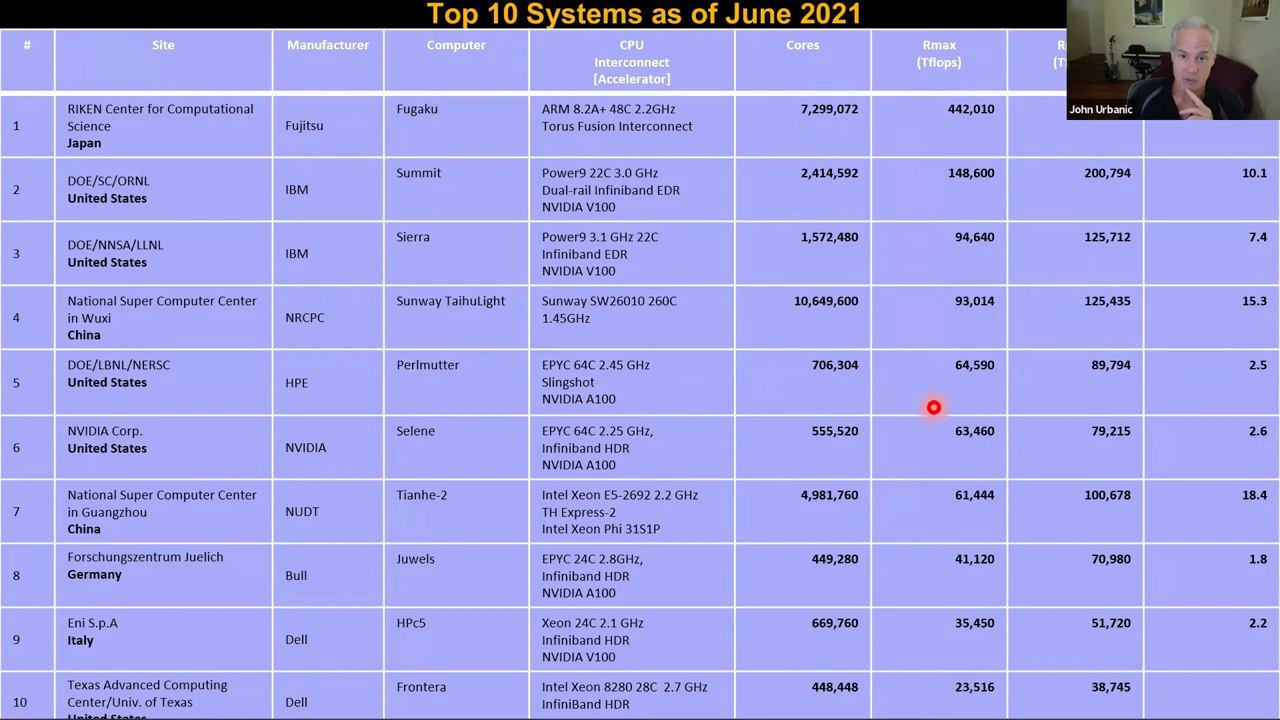 Top 10 Systems as of June 2021
# Site Manufacturer Computer CPU Cores Rmax
Interconnect (Tflops)
[Accelerator]
John Urbanic
1 RIKEN Center for Computational Fujitsu Fugaku ARM 8.2A+ 48C 2.2GHz 7,299,072 442,010
Science Torus Fusion Interconnect
Japan
2 DOE/SC/ORNL IBM Summit Power9 22C 3.0 GHz 2,414,592 148,600 200,794 10.1
United States Dual-rail Infiniband EDR
NVIDIA V100
3 DOE/NNSA/LLNL IBM Sierra Power9 3.1 GHz 22C 1,572,480 94,640 125,712 7.4
United States Infiniband EDR
NVIDIA V100
4 National Super Computer Center NRCPC Sunway TaihuLight Sunway SW26010 260C 10,649,600 93,014 125,435 15.3
in Wuxi 1.45GHz
China
5 DOE/LBNL/NERSC HPE Perlmutter EPYC 64C 2.45 GHz 706,304 64,590 89,794 2.5
United States Slingshot
NVIDIA A100
6 NVIDIA Corp. NVIDIA Selene EPYC 64C 2.25 GHz, 555,520 63,460 79,215 2.6
United States Infiniband HDR
NVIDIA A100
7 National Super Computer Center NUDT Tianhe-2 Intel Xeon E5-2692 2.2 GHz 4,981,760 61,444 100,678 18.4
in Guangzhou TH Express-2
China Intel Xeon Phi 31S1P
8 Forschungszentrum Juelich Bull Juwels EPYC 24C 2.8GHz, 449,280 41,120 70,980 1.8
Germany Infiniband HDR
NVIDIA A100
9 Eni S.p.A Dell HPc5 Xeon 24C 2.1 GHz 669,760 35,450 51,720 2.2
Italy Infiniband HDR
NVIDIA V100
10 Texas Advanced Computing Dell Frontera Intel Xeon 8280 28C 2.7 GHz 448,448 23,516 38,745
Center/Univ. of Texas InfiniBand HDR
United States